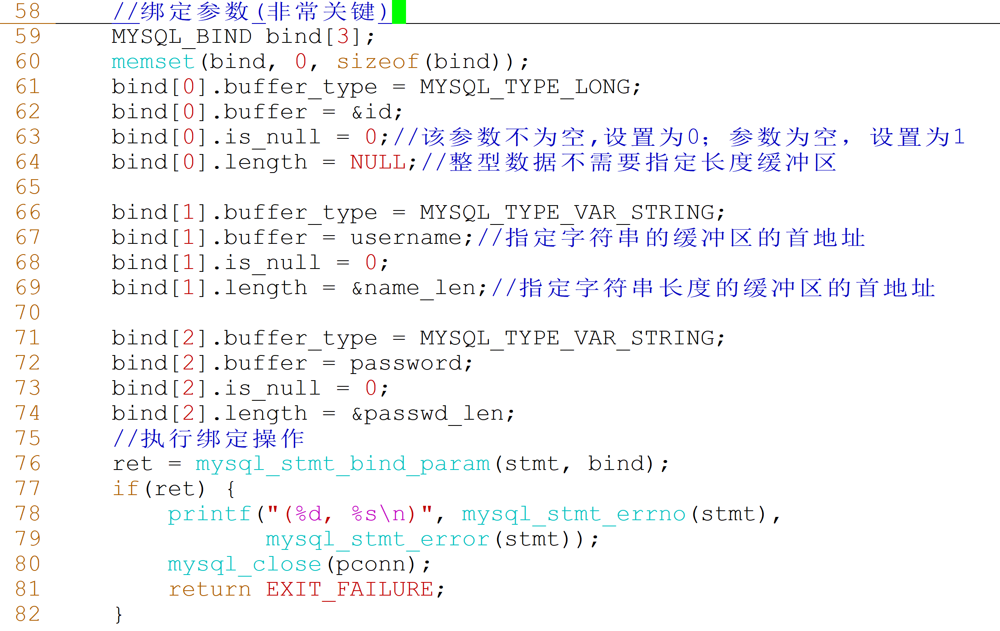 58     //绑定参数(非常关键)
59     MYSQL_BIND bind[3];
60     memset(bind, 0, sizeof(bind));
61     bind[0].buffer_type = MYSQL_TYPE_LONG;
62     bind[0].buffer = &id;
63     bind[0].is_null = 0;//该参数不为空,设置为0；参数为空，设置为1
64     bind[0].length = NULL;//整型数据不需要指定长度缓冲区
65
66     bind[1].buffer_type = MYSQL_TYPE_VAR_STRING;
67     bind[1].buffer = username;//指定字符串的缓冲区的首地址
68     bind[1].is_null = 0;
69     bind[1].length = &name_len;//指定字符串长度的缓冲区的首地址
70
71     bind[2].buffer_type = MYSQL_TYPE_VAR_STRING;
72     bind[2].buffer = password;
73     bind[2].is_null = 0;
74     bind[2].length = &passwd_len;
75     //执行绑定操作
76     ret = mysql_stmt_bind_param(stmt, bind);
77     if(ret) {
78         printf("(%d, %s\n)", mysql_stmt_errno(stmt),
79                mysql_stmt_error(stmt));
80         mysql_close(pconn);
81         return EXIT_FAILURE;
82     }